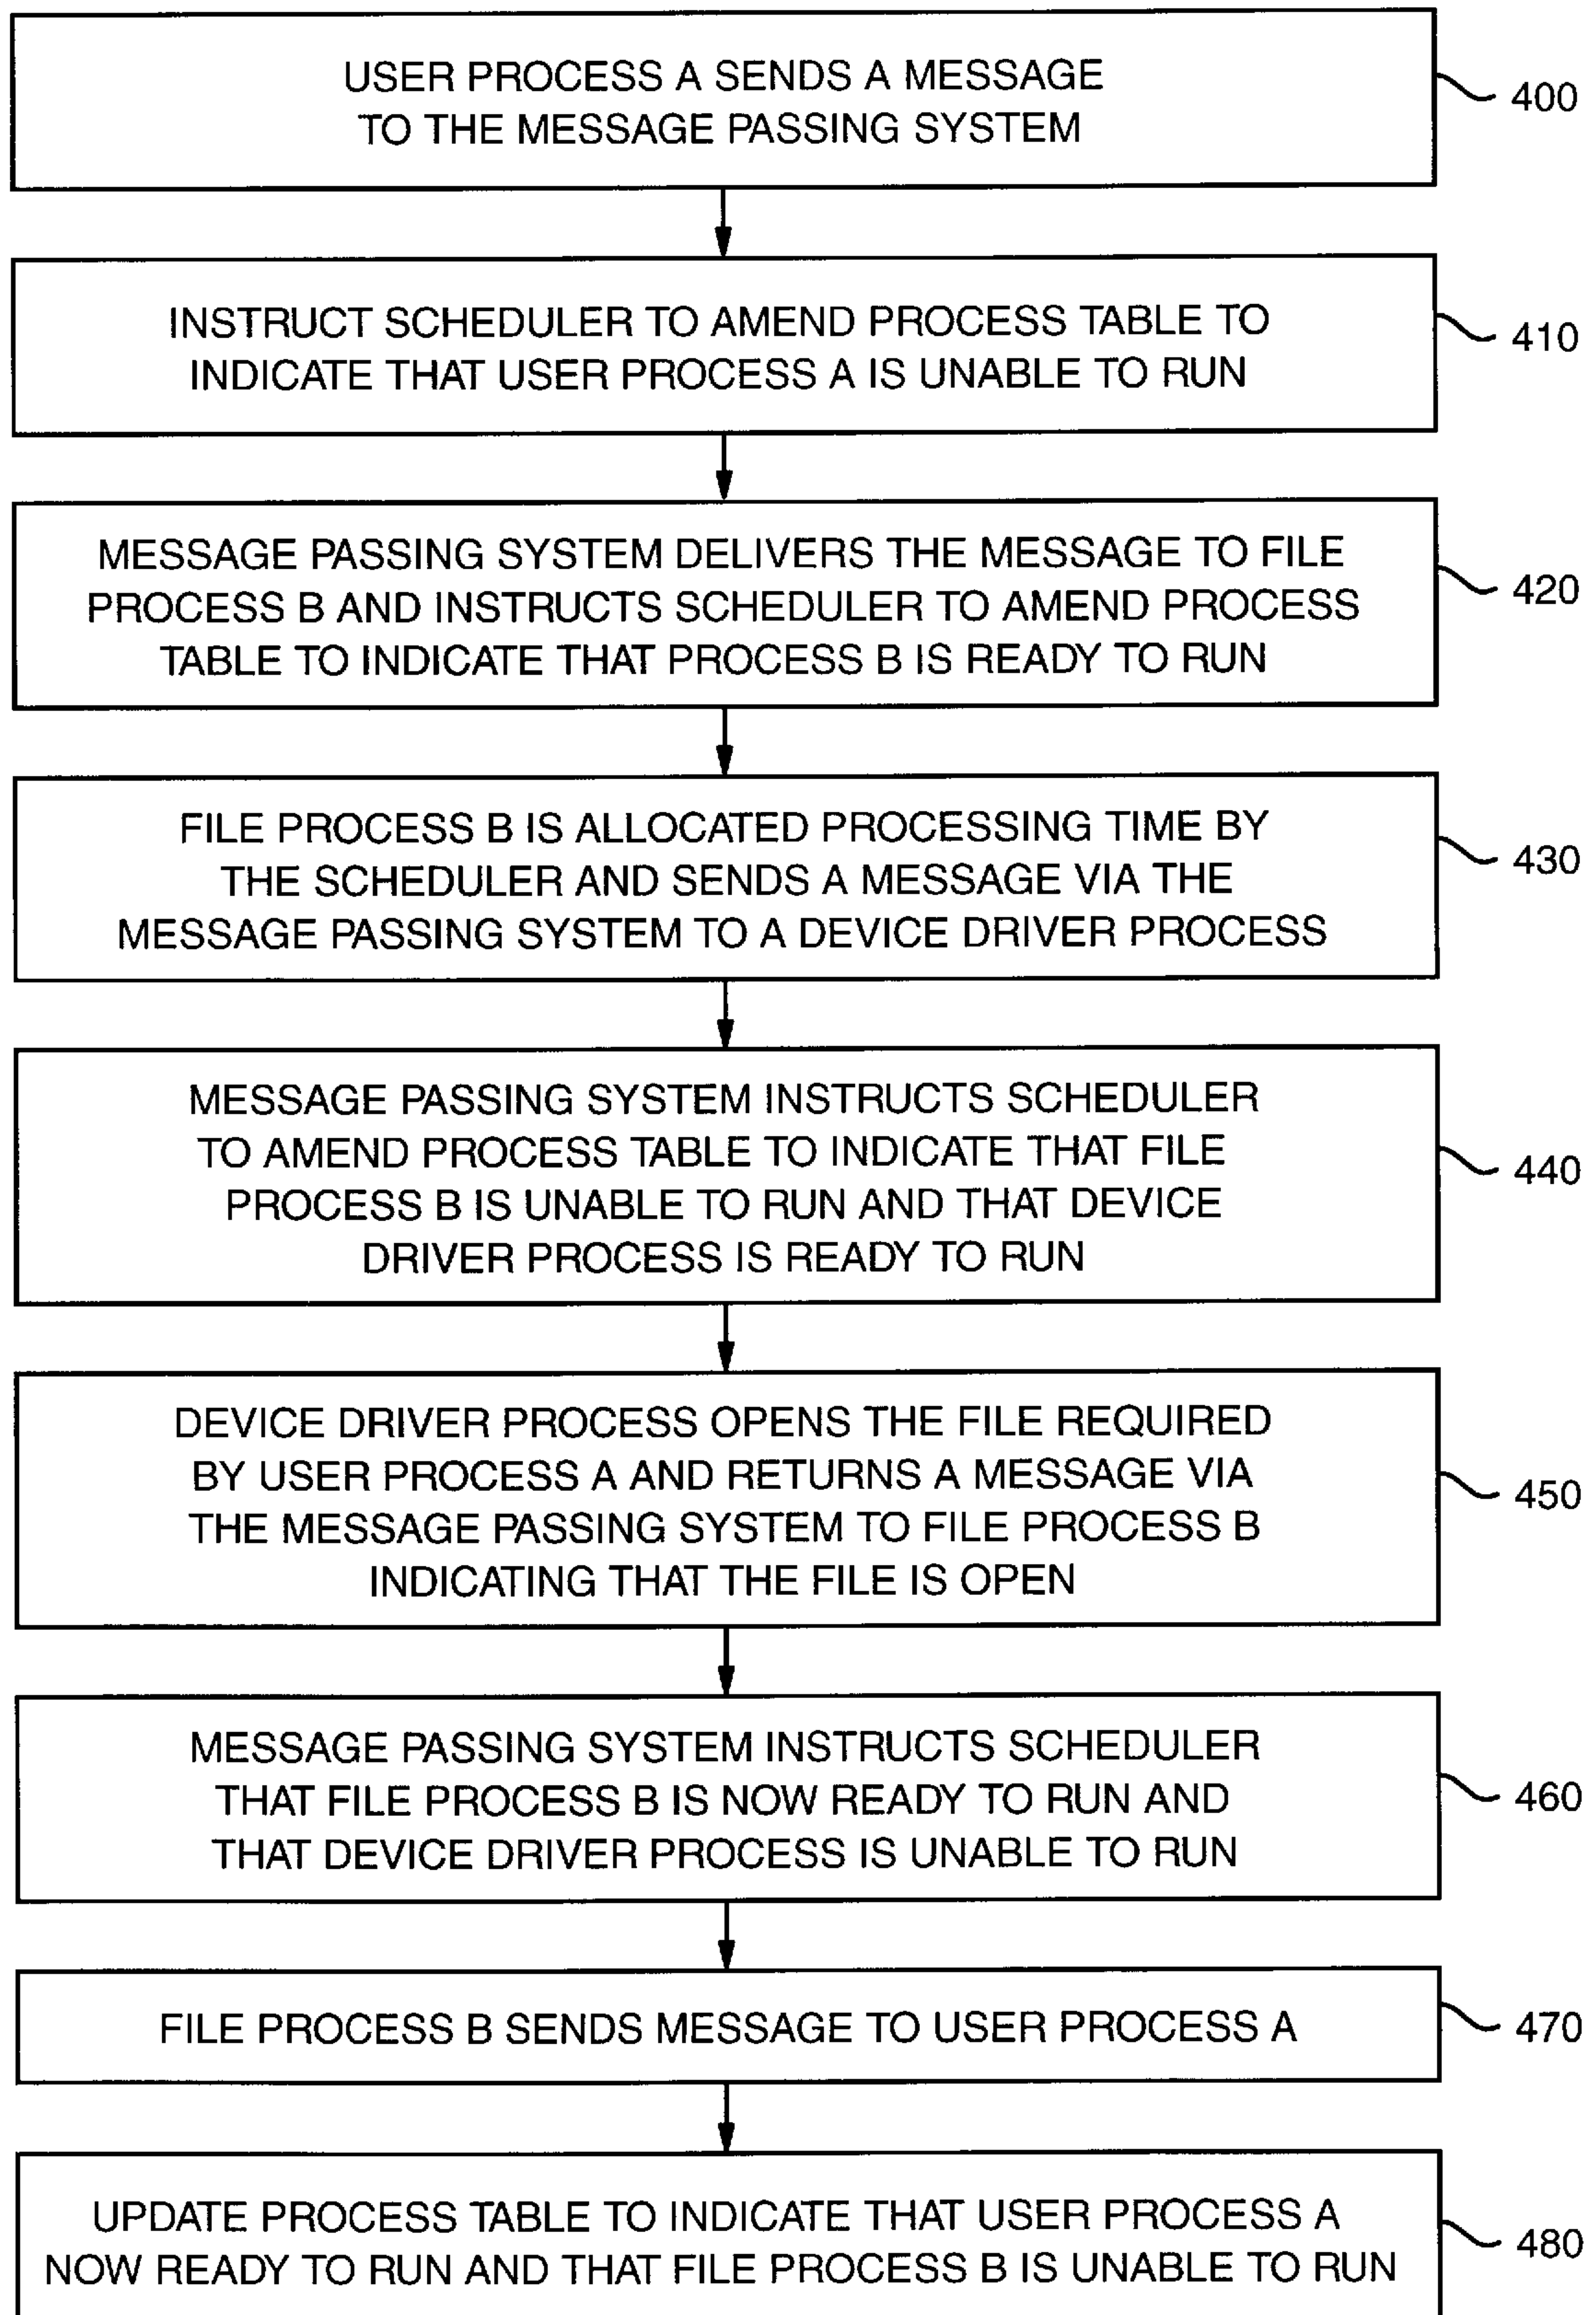 USER PROCESS A SENDS A MESSAGE
TO THE MESSAGE PASSING SYSTEM
400
INSTRUCT SCHEDULER TO AMEND PROCESS TABLE TO
INDICATE THAT USER PROCESS A IS UNABLE TO RUN
410
MESSAGE PASSING SYSTEM DELIVERS THE MESSAGE TO FILE
PROCESS B AND INSTRUCTS SCHEDULER TO AMEND PROCESS
TABLE TO INDICATE THAT PROCESS B IS READY TO RUN
420
FILE PROCESS B IS ALLOCATED PROCESSING TIME BY
THE SCHEDULER AND SENDS A MESSAGE VIA THE
MESSAGE PASSING SYSTEM TO A DEVICE DRIVER PROCESS
430
MESSAGE PASSING SYSTEM INSTRUCTS SCHEDULER
TO AMEND PROCESS TABLE TO INDICATE THAT FILE
PROCESS B IS UNABLE TO RUN AND THAT DEVICE
DRIVER PROCESS IS READY TO RUN
440
DEVICE DRIVER PROCESS OPENS THE FILE REQUIRED
BY USER PROCESS A AND RETURNS A MESSAGE VIA
THE MESSAGE PASSING SYSTEM TO FILE PROCESS B
INDICATING THAT THE FILE IS OPEN
450
MESSAGE PASSING SYSTEM INSTRUCTS SCHEDULER
THAT FILE PROCESS B IS NOW READY TO RUN AND
THAT DEVICE DRIVER PROCESS IS UNABLE TO RUN
460
FILE PROCESS B SENDS MESSAGE TO USER PROCESS A
470
UPDATE PROCESS TABLE TO INDICATE THAT USER PROCESS A
NOW READY TO RUN AND THAT FILE PROCESS B IS UNABLE TO RUN
480